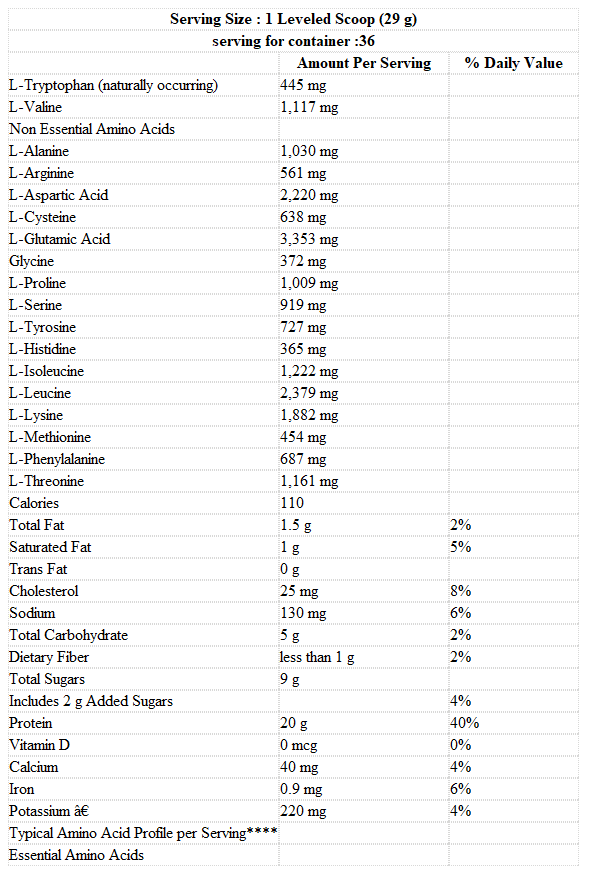 Serving Size : 1 Leveled Scoop (29 g)
serving for container :36
Amount Per Serving % Daily Value
L-Tryptophan (naturally occurring) 445 mg
L-Valine 1,117 mg
Non Essential Amino Acids
L-Alanine 1,030 mg
L-Arginine 561 mg
L-Aspartic Acid 2,220 mg
L-Cysteine 638 mg
L-Glutamic Acid 3,353 mg
Glycine 372 mg
L-Proline 1,009 mg
L-Serine 919 mg
L-Tyrosine 727 mg
L-Histidine 365 mg
L-Isoleucine 1,222 mg
L-Leucine 2,379 mg
L-Lysine 1,882 mg
L-Methionine 454 mg
L-Phenylalanine 687 mg
L-Threonine 1,161 mg
Calories 110
Total Fat 1.5 g 2%
Saturated Fat 1 g 5%
Trans Fat 0 g
Cholesterol 25 mg 8%
Sodium 130 mg 6%
Total Carbohydrate 5 g 2%
Dietary Fiber less than 1 g 2%
Total Sugars 9 g
Includes 2 g Added Sugars 4%
Protein 20 g 40%
Vitamin D 0 mcg 0%
Calcium 40 mg 4%
Iron 0.9 mg 6%
Potassium â€ 220 mg 4%
Typical Amino Acid Profile per Serving****
Essential Amino Acids